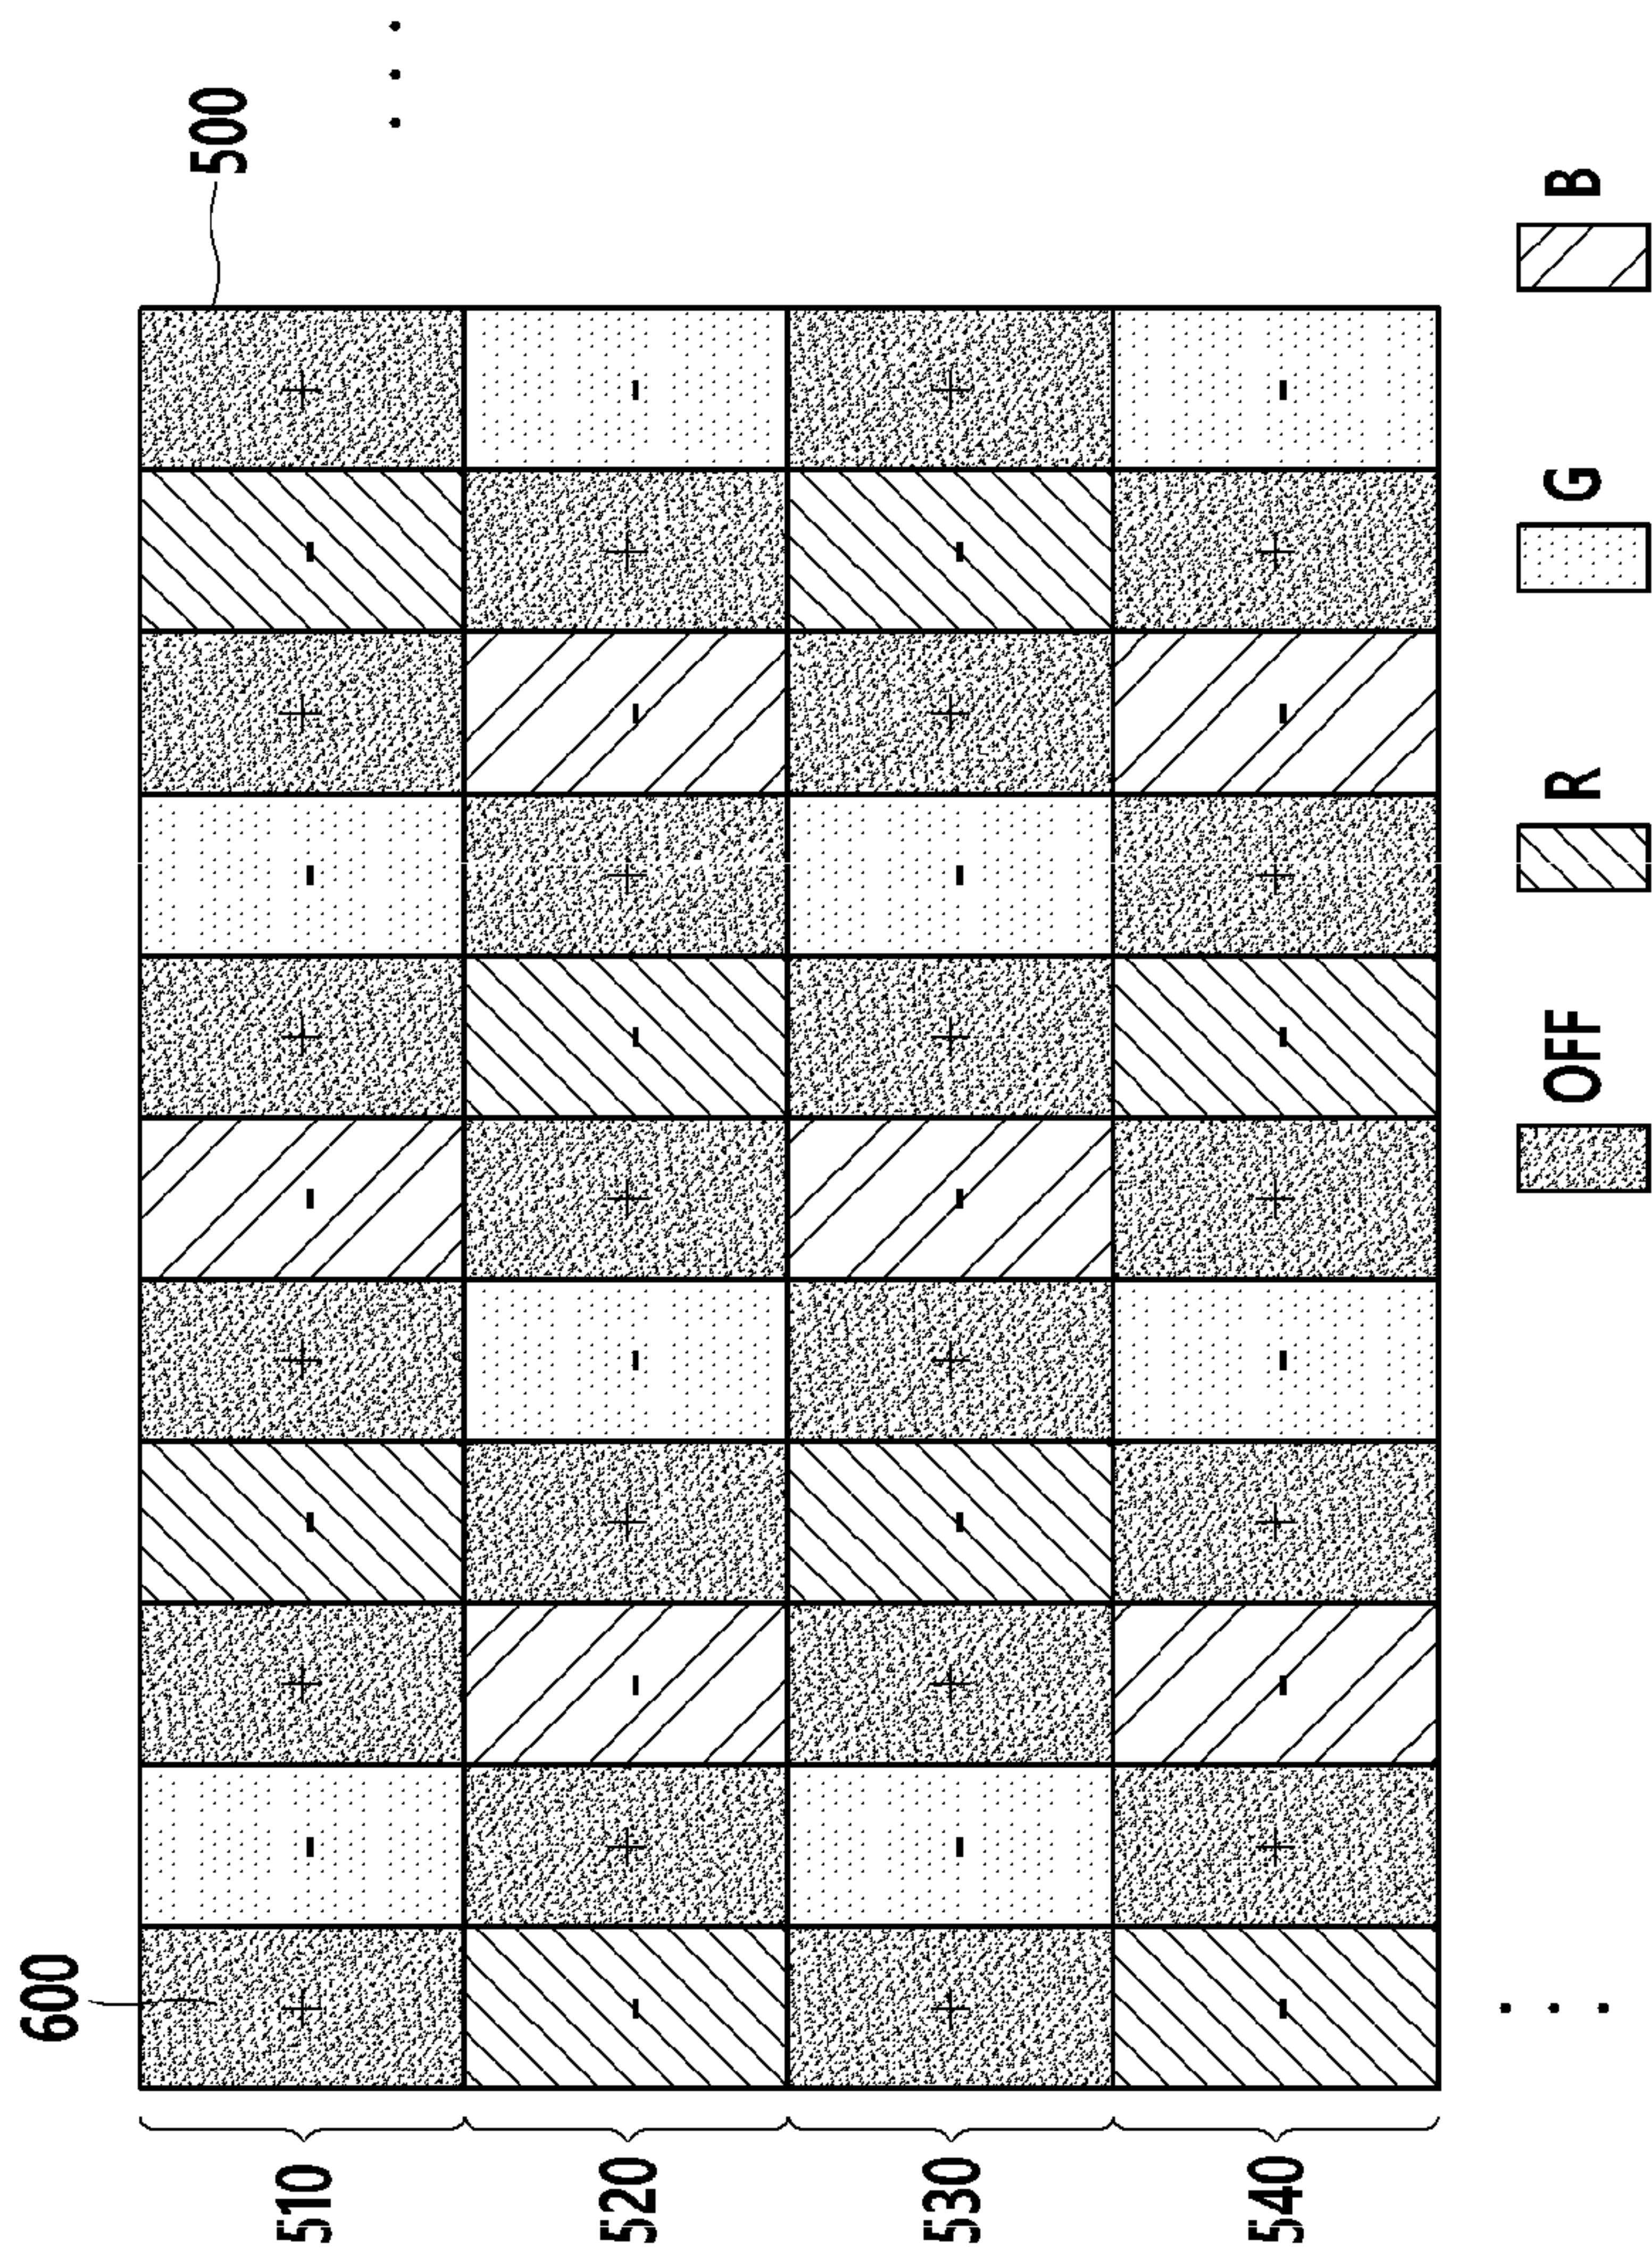 600
500
510 + - + - + - + - + - +
520 - + - + - + - + - + -
530 + - + - + - + - + - +
540 - + - + - + - + - + -
OFF R G B